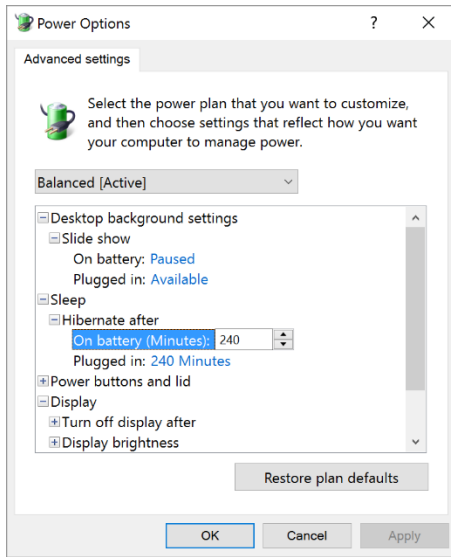 Power Options
Advanced settings
Select the power plan that you want to customize,
and then choose settings that reflect how you want
your computer to manage power.
Balanced [Active]
Desktop background settings
Slide show
On battery: Paused
Plugged in: Available
Sleep
Hibernate after
On battery (Minutes): 240
Plugged in: 240 Minutes
Power buttons and lid
Display
Turn off display after
Display brightness
Restore plan defaults
OK Cancel Apply